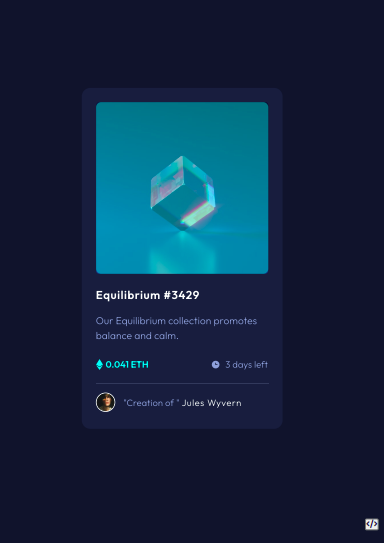 Equilibrium #3429
Our Equilibrium collection promotes
balance and calm.
0.041 ETH 3 days left
"Creation of " Jules Wyvern
</>